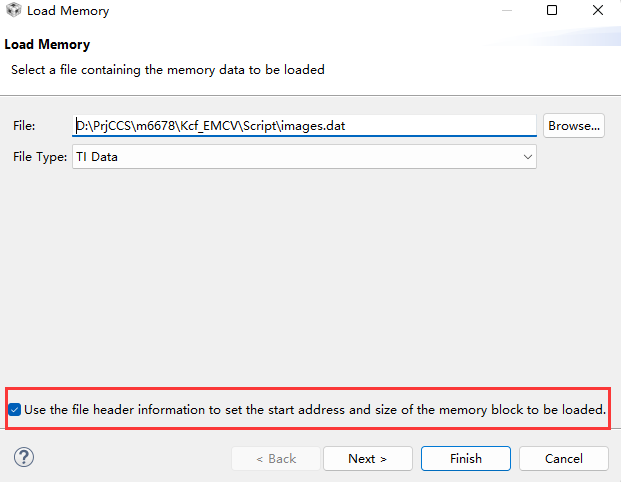 Load Memory
Load Memory
Select a file containing the memory data to be loaded
File: D:\PrjCCS\m6678\Kcf_EMCV\Script\images.dat Browse...
File Type: TI Data
Use the file header information to set the start address and size of the memory block to be loaded.
? < Back Next > Finish Cancel